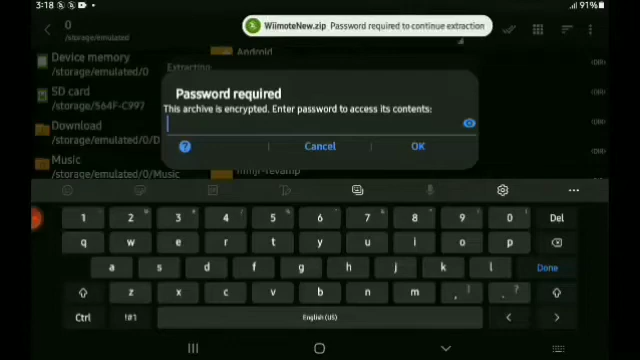 3:18
91%
WiimoteNew.zip Password required to continue extraction
0
/storage/emulated
Android
Device memory
/storage/emulated/0
Extracting
SD card
/storage/564F-C997
Password required
This archive is encrypted. Enter password to access its contents:
Download
/storage/emulated/0/D
Cancel
OK
Music
/storage/emulated/0/Music
1 2 3 4 5 6 7 8 9 0 Del
q w e r t y u i o p
a s d f g h j k l Done
z x c v b n m , ! . ?
Ctrl !#1 English (US) < >